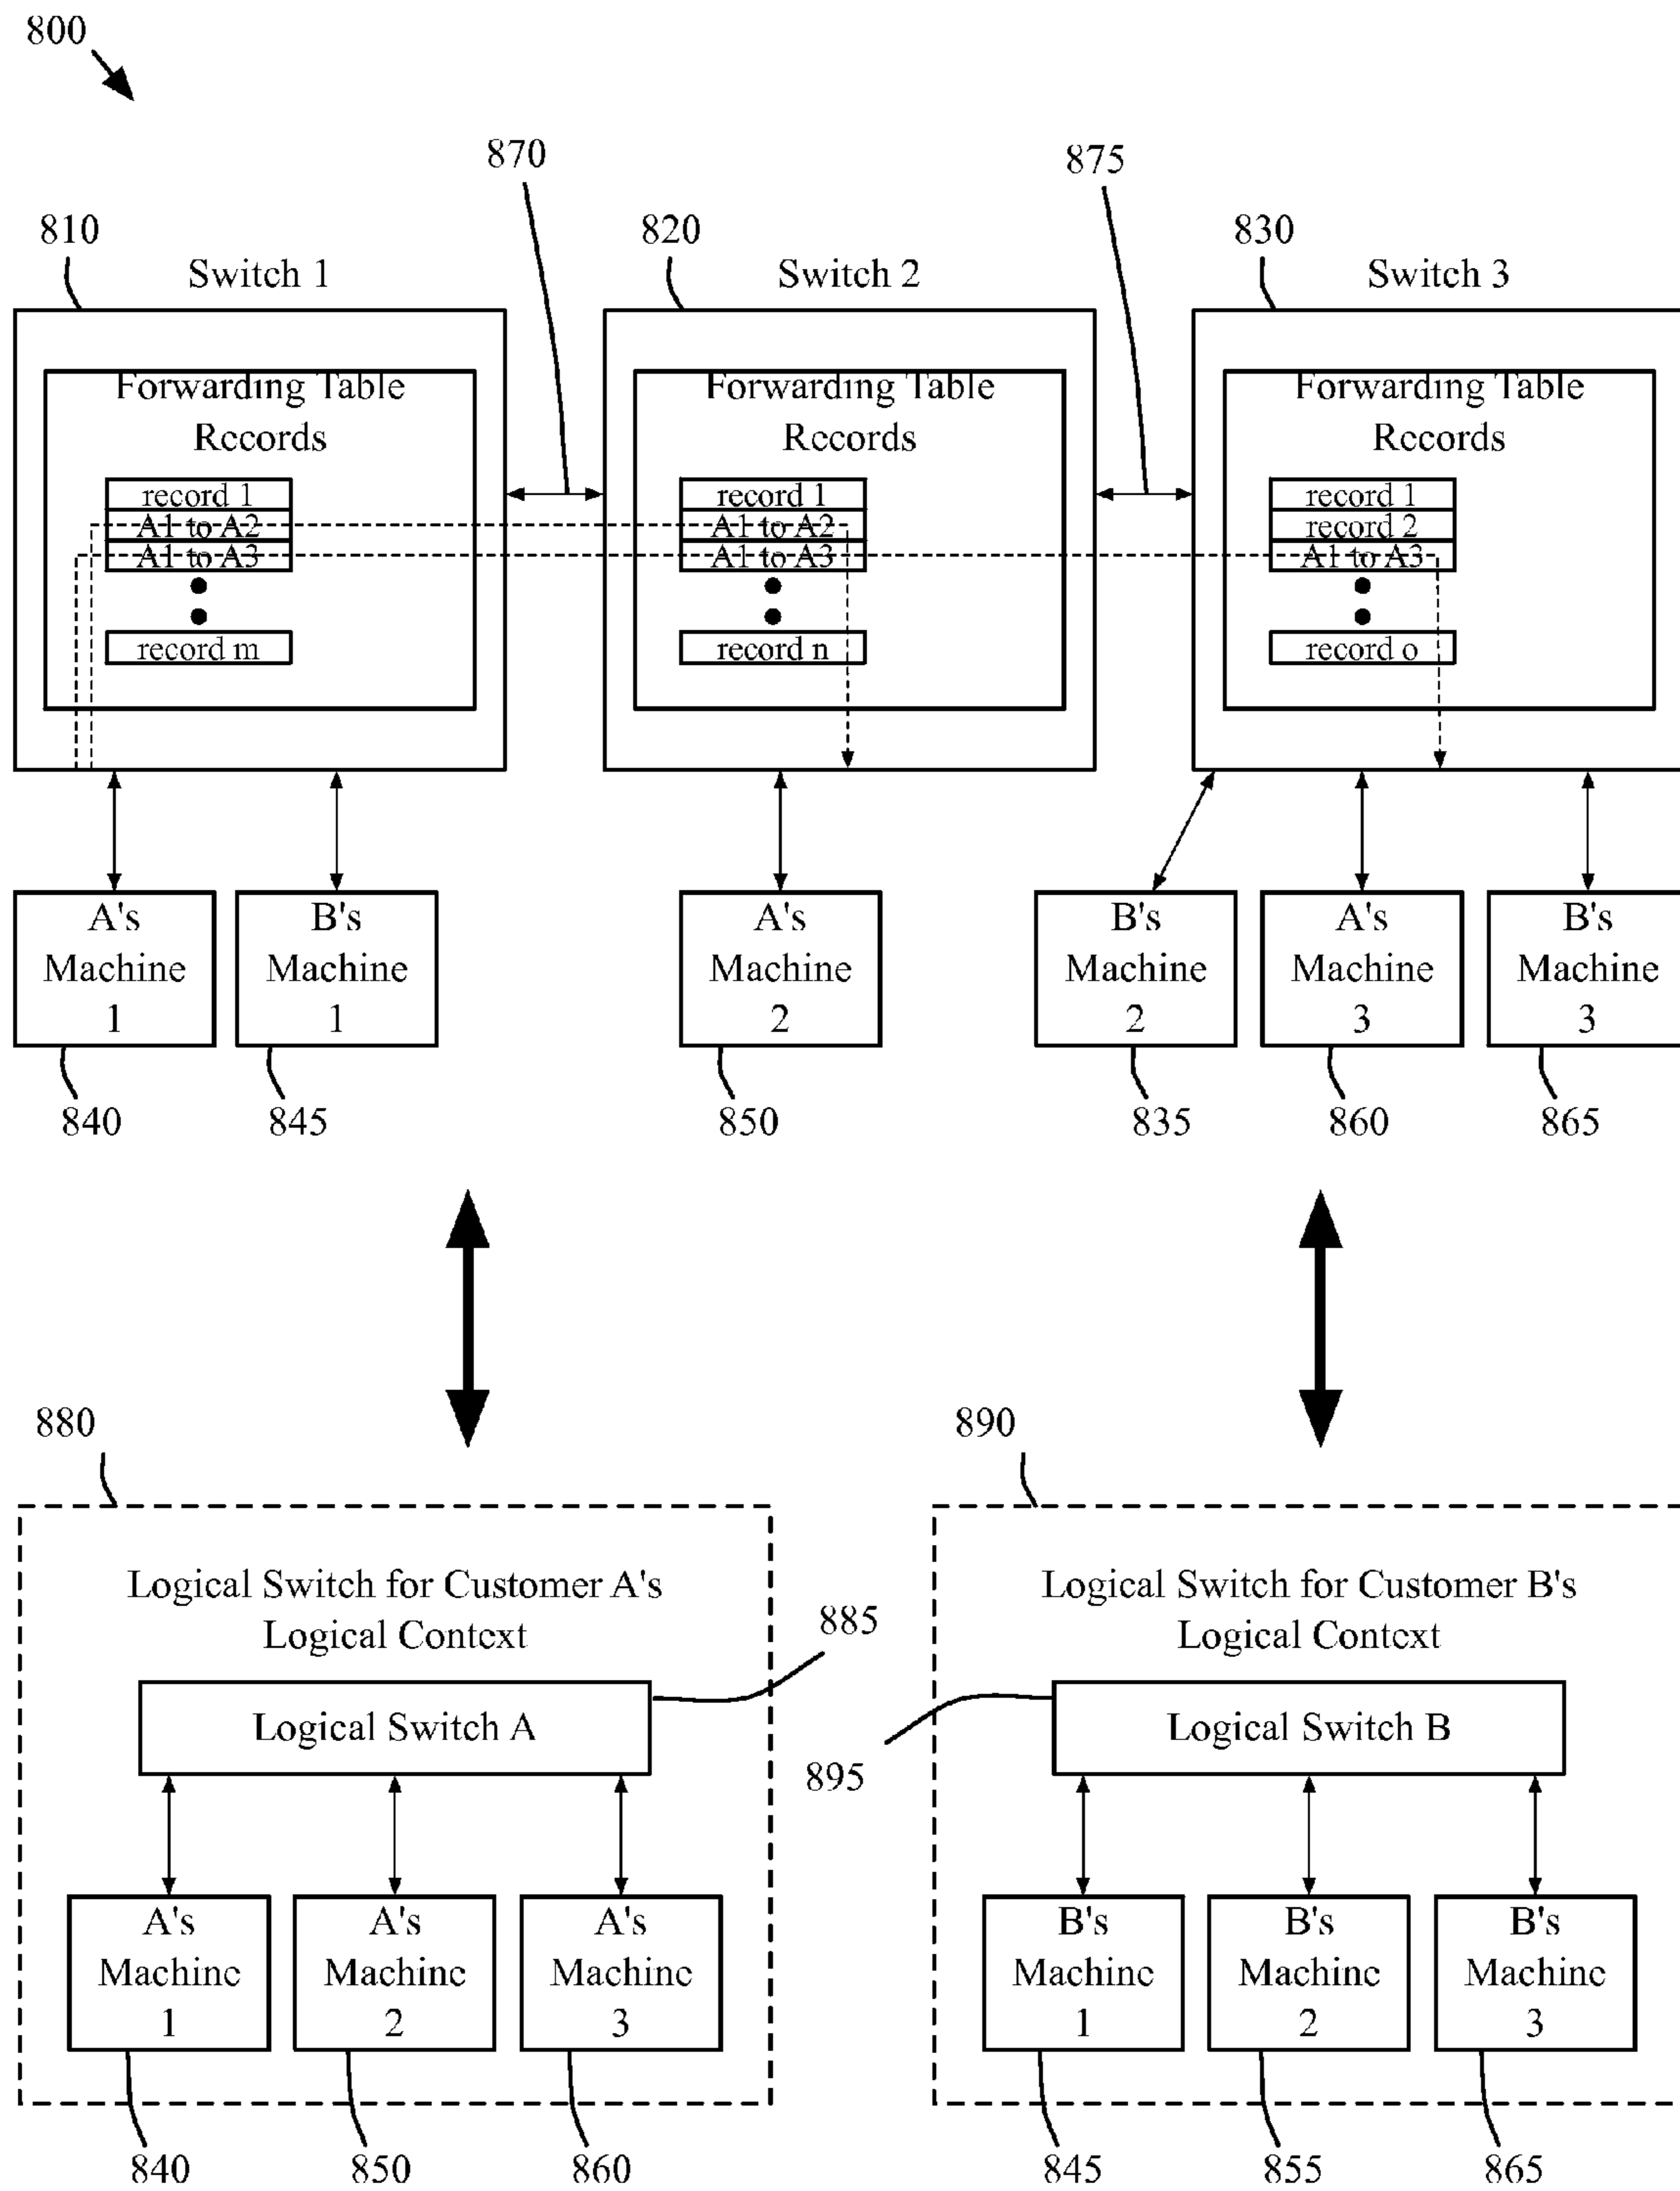 800
870
875
810
820
830
Switch 1
Switch 2
Switch 3
Forwarding Table
Records
record 1
A1 to A2
A1 to A3
record m
Forwarding Table
Records
record 1
A1 to A2
A1 to A3
record n
Forwarding Table
Records
record 1
record 2
A1 to A3
record o
A's
Machine
1
B's
Machine
1
A's
Machine
2
B's
Machine
2
A's
Machine
3
B's
Machine
3
840
845
850
835
860
865
880
890
Logical Switch for Customer A's
Logical Context
885
Logical Switch A
Logical Switch for Customer B's
Logical Context
895
Logical Switch B
A's
Machine
1
A's
Machine
2
A's
Machine
3
B's
Machine
1
B's
Machine
2
B's
Machine
3
840
850
860
845
855
865